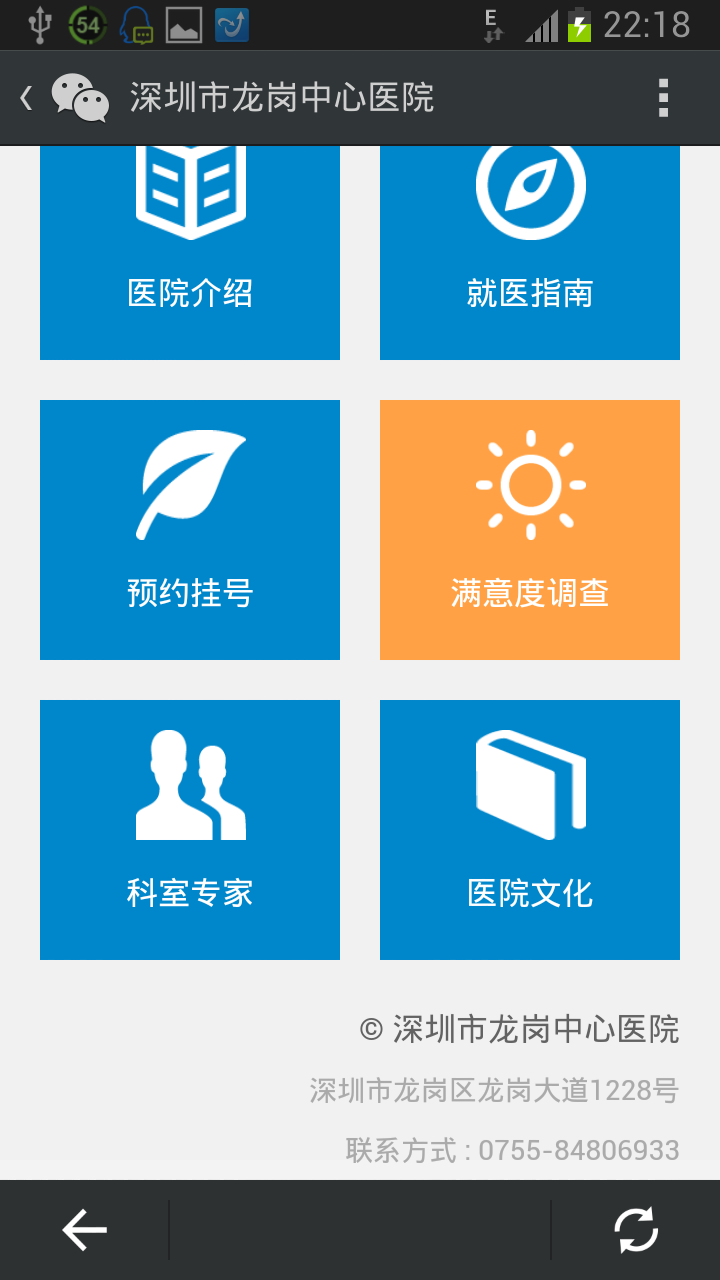 54
E
22:18
深圳市龙岗中心医院
医院介绍
就医指南
预约挂号
满意度调查
科室专家
医院文化
© 深圳市龙岗中心医院
深圳市龙岗区龙岗大道1228号
联系方式 : 0755-84806933